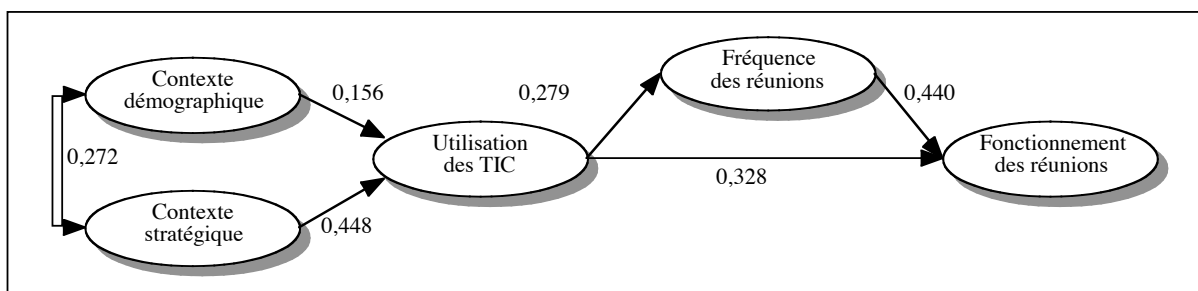 Contexte
démographique
0,156
0,279
Fréquence
des réunions
0,440
0,272
Utilisation
des TIC
0,328
Fonctionnement
des réunions
Contexte
stratégique
0,448